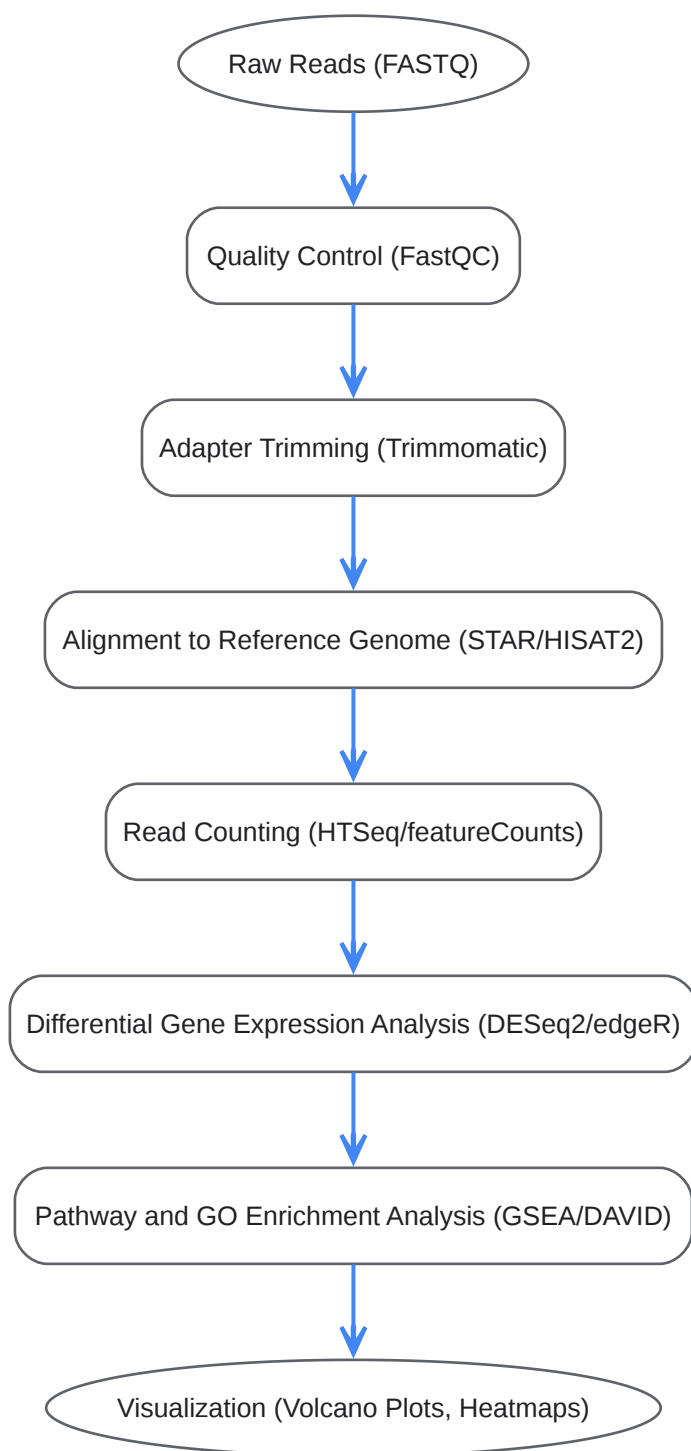 Raw Reads (FASTQ)
Quality Control (FastQC)
Adapter Trimming (Trimmomatic)
Alignment to Reference Genome (STAR/HISAT2)
Read Counting (HTSeq/featureCounts)
Differential Gene Expression Analysis (DESeq2/edgeR)
Pathway and GO Enrichment Analysis (GSEA/DAVID)
Visualization (Volcano Plots, Heatmaps)